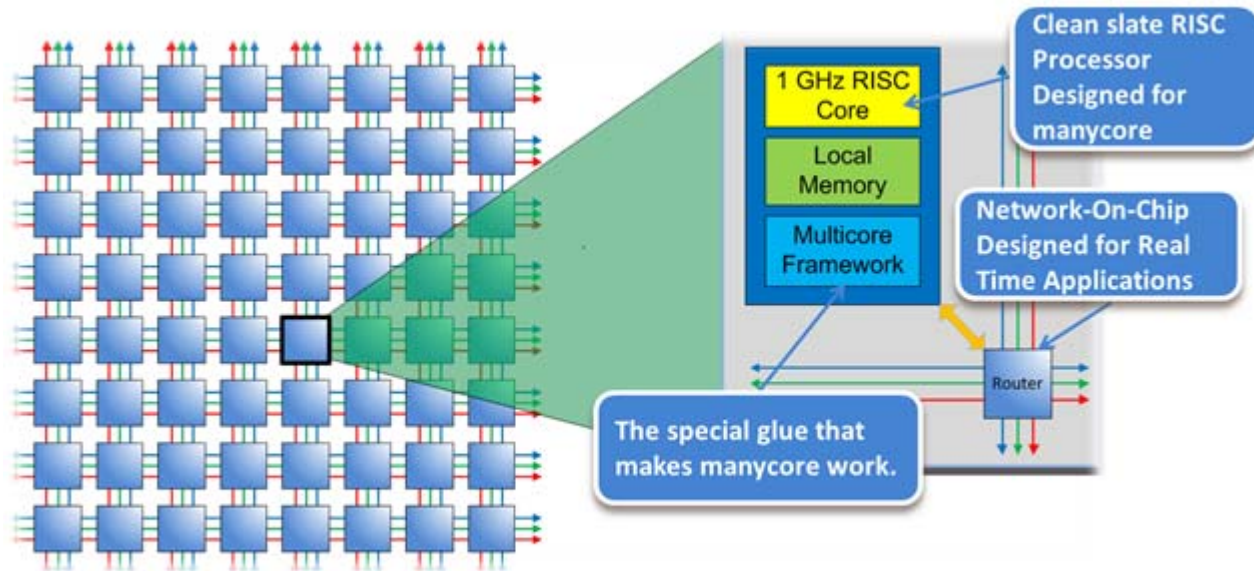 Clean slate RISC
Processor
Designed for
manycore
1 GHz RISC
Core
Local
Memory
Multicore
Framework
Network-On-Chip
Designed for Real
Time Applications
Router
The special glue that
makes manycore work.